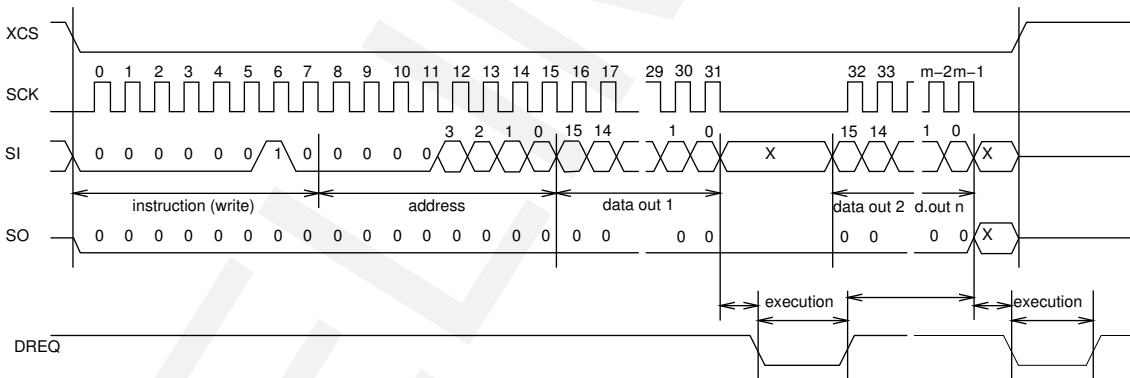 XCS
0 1 2 3 4 5 6 7 8 9 10 11 12 13 14 15 16 17 29 30 31 32 33 m−2 m−1
SCK
3 2 1 0 15 14 1 0 15 14 1 0
SI 0 0 0 0 0 0 1 0 0 0 0 0 X X
instruction (write) address data out 1 data out 2 d.out n
SO 0 0 0 0 0 0 0 0 0 0 0 0 0 0 0 0 0 0 0 0 0 0 0 0 X
execution execution
DREQ